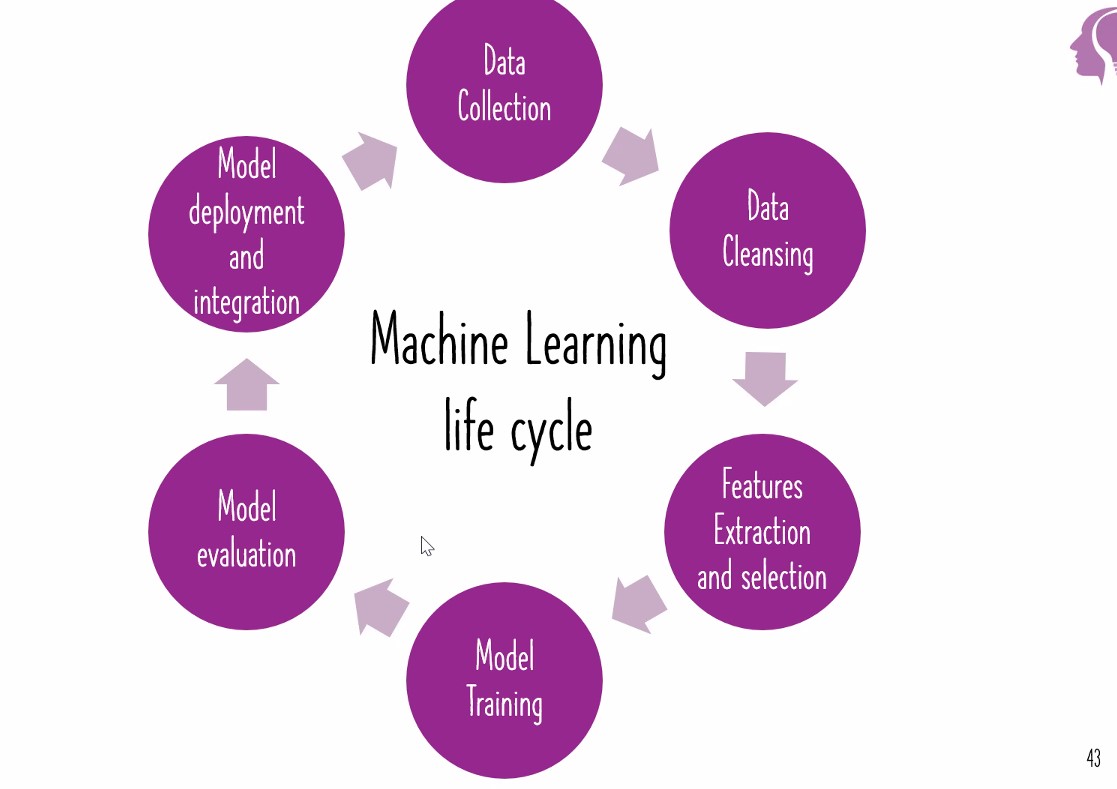 Data
Collection
Data
Cleansing
Features
Extraction
and selection
Model
Training
Model
evaluation
Model
deployment
and
integration
Machine Learning
life cycle
43